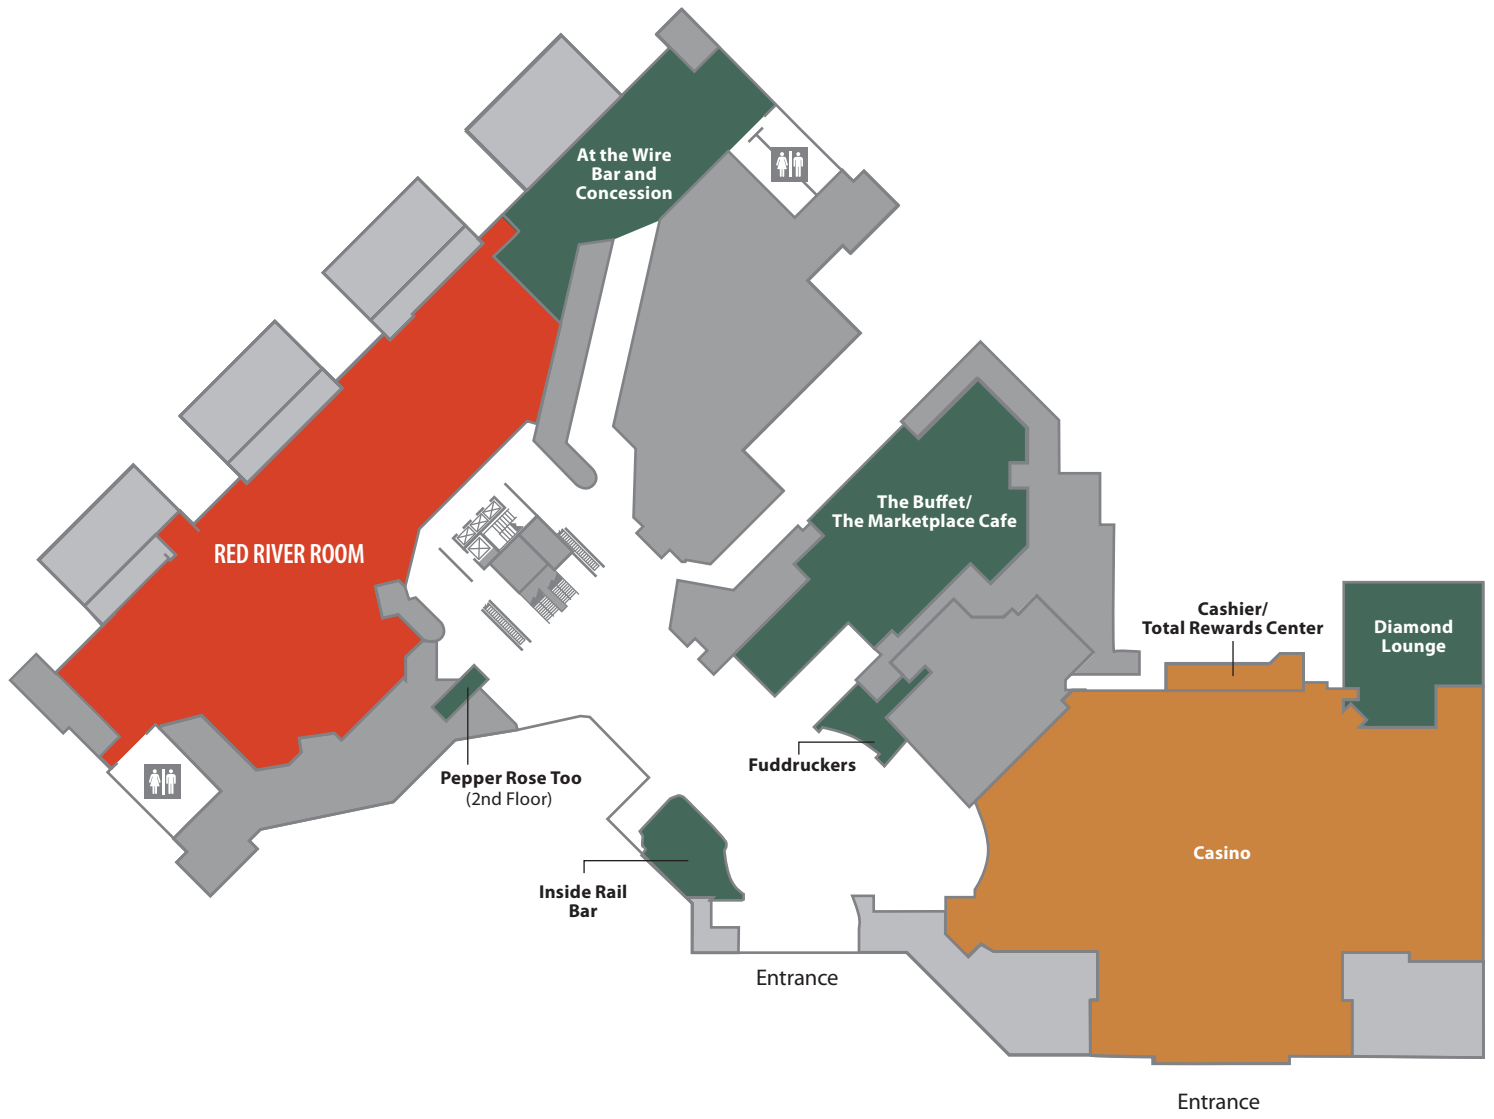 At the Wire
Bar and
Concession
The Buffet/
The Marketplace Cafe
RED RIVER ROOM
Cashier/
Total Rewards Center
Diamond
Lounge
Fuddruckers
Pepper Rose Too
(2nd Floor)
Casino
Inside Rail
Bar
Entrance
Entrance